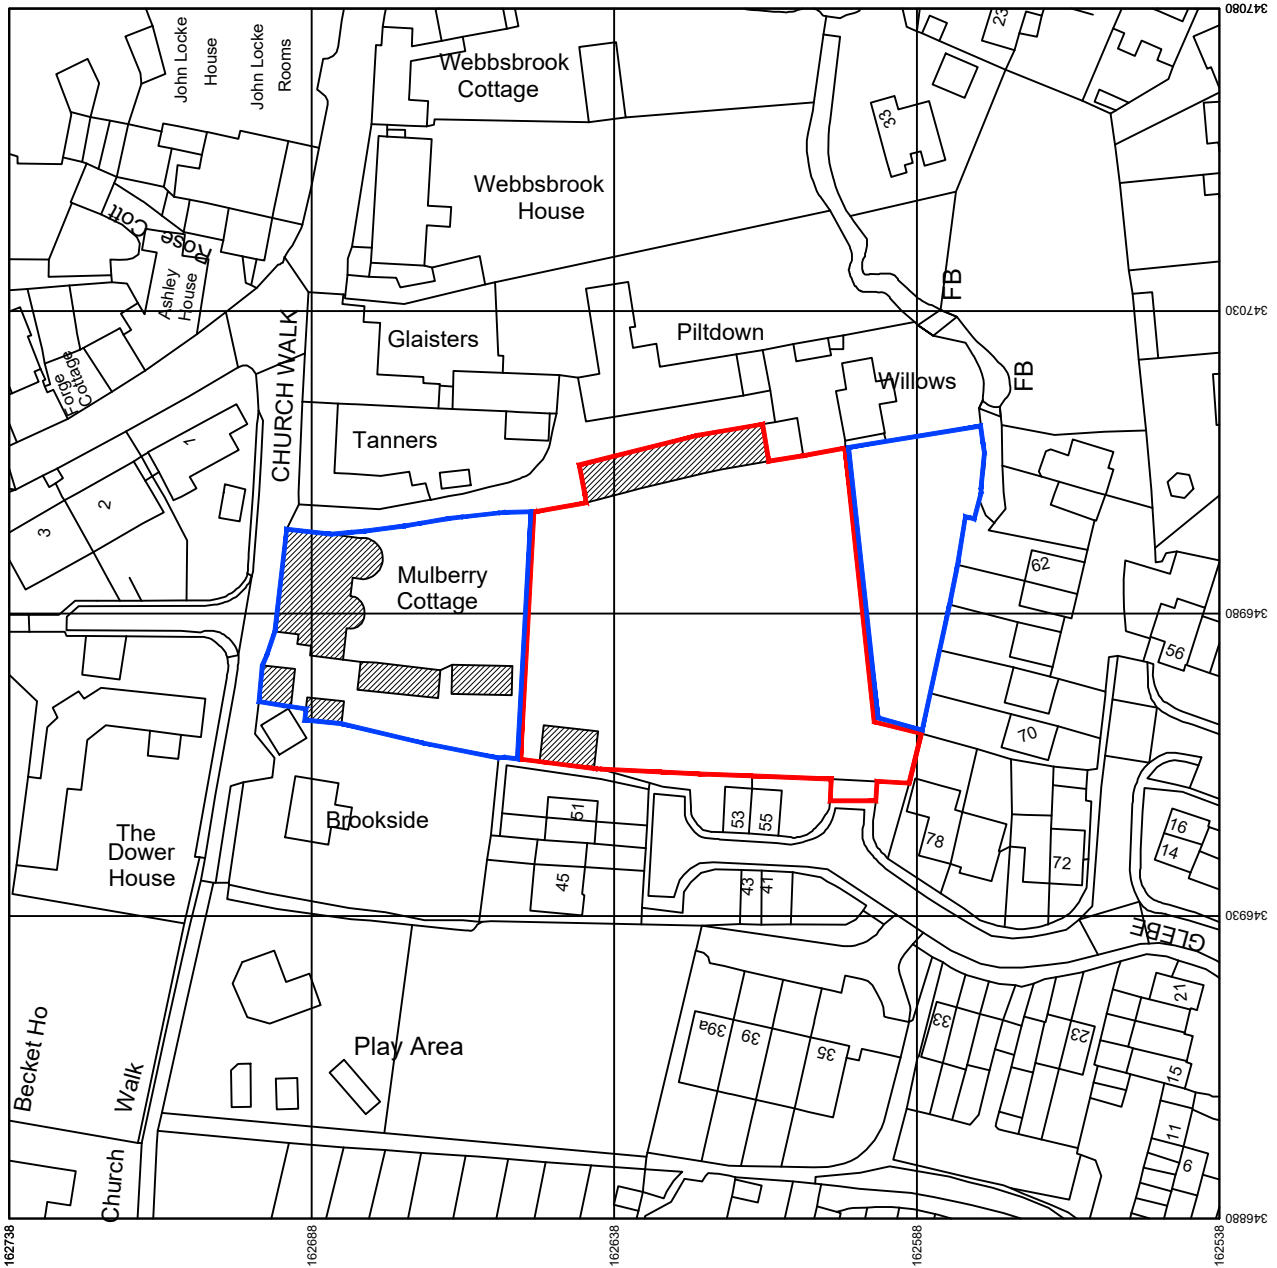 347080
John Locke
House
John Locke
Rooms
Webbsbrook
Cottage
23
33
Webbsbrook
House
Rose Cott
Ashley
House
FB
347030
CHURCH WALK
Glaisters
Piltdown
Forge
Cottage
FB
Willows
Tanners
1
2
3
62
Mulberry
Cottage
346980
56
70
51
53
55
Brookside
The
Dower
House
78
72
16
14
45
43
41
346930
GLEBE
21
39a
39
35
33
23
Play Area
Becket Ho
Walk
15
11
9
Church
346880
162738
162688
162638
162588
162538